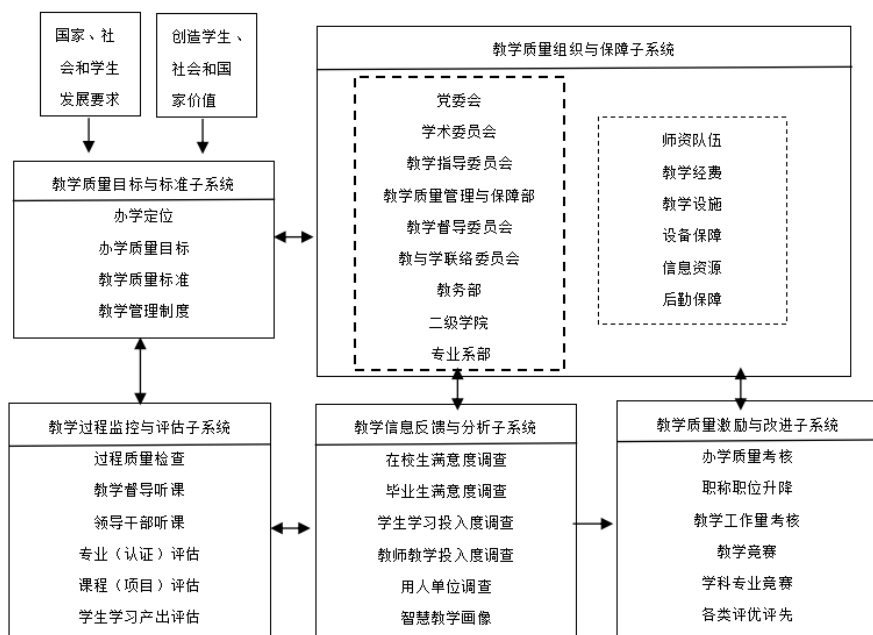 国家、社
会和学生
发展要求
创造学生、
社会和国
家价值
教学质量组织与保障子系统
党委会
学术委员会
教学指导委员会
教学质量管理与保障部
教学督导委员会
教与学联络委员会
教务部
二级学院
专业系部
师资队伍
教学经费
教学设施
设备保障
信息资源
后勤保障
教学质量目标与标准子系统
办学定位
办学质量目标
教学质量标准
教学管理制度
教学过程监控与评估子系统
过程质量检查
教学督导听课
领导干部听课
专业（认证）评估
课程（项目）评估
学生学习产出评估
教学信息反馈与分析子系统
在校生满意度调查
毕业生满意度调查
学生学习投入度调查
教师教学投入度调查
用人单位调查
智慧教学画像
教学质量激励与改进子系统
办学质量考核
职称职位升降
教学工作量考核
教学竞赛
学科专业竞赛
各类评优评先